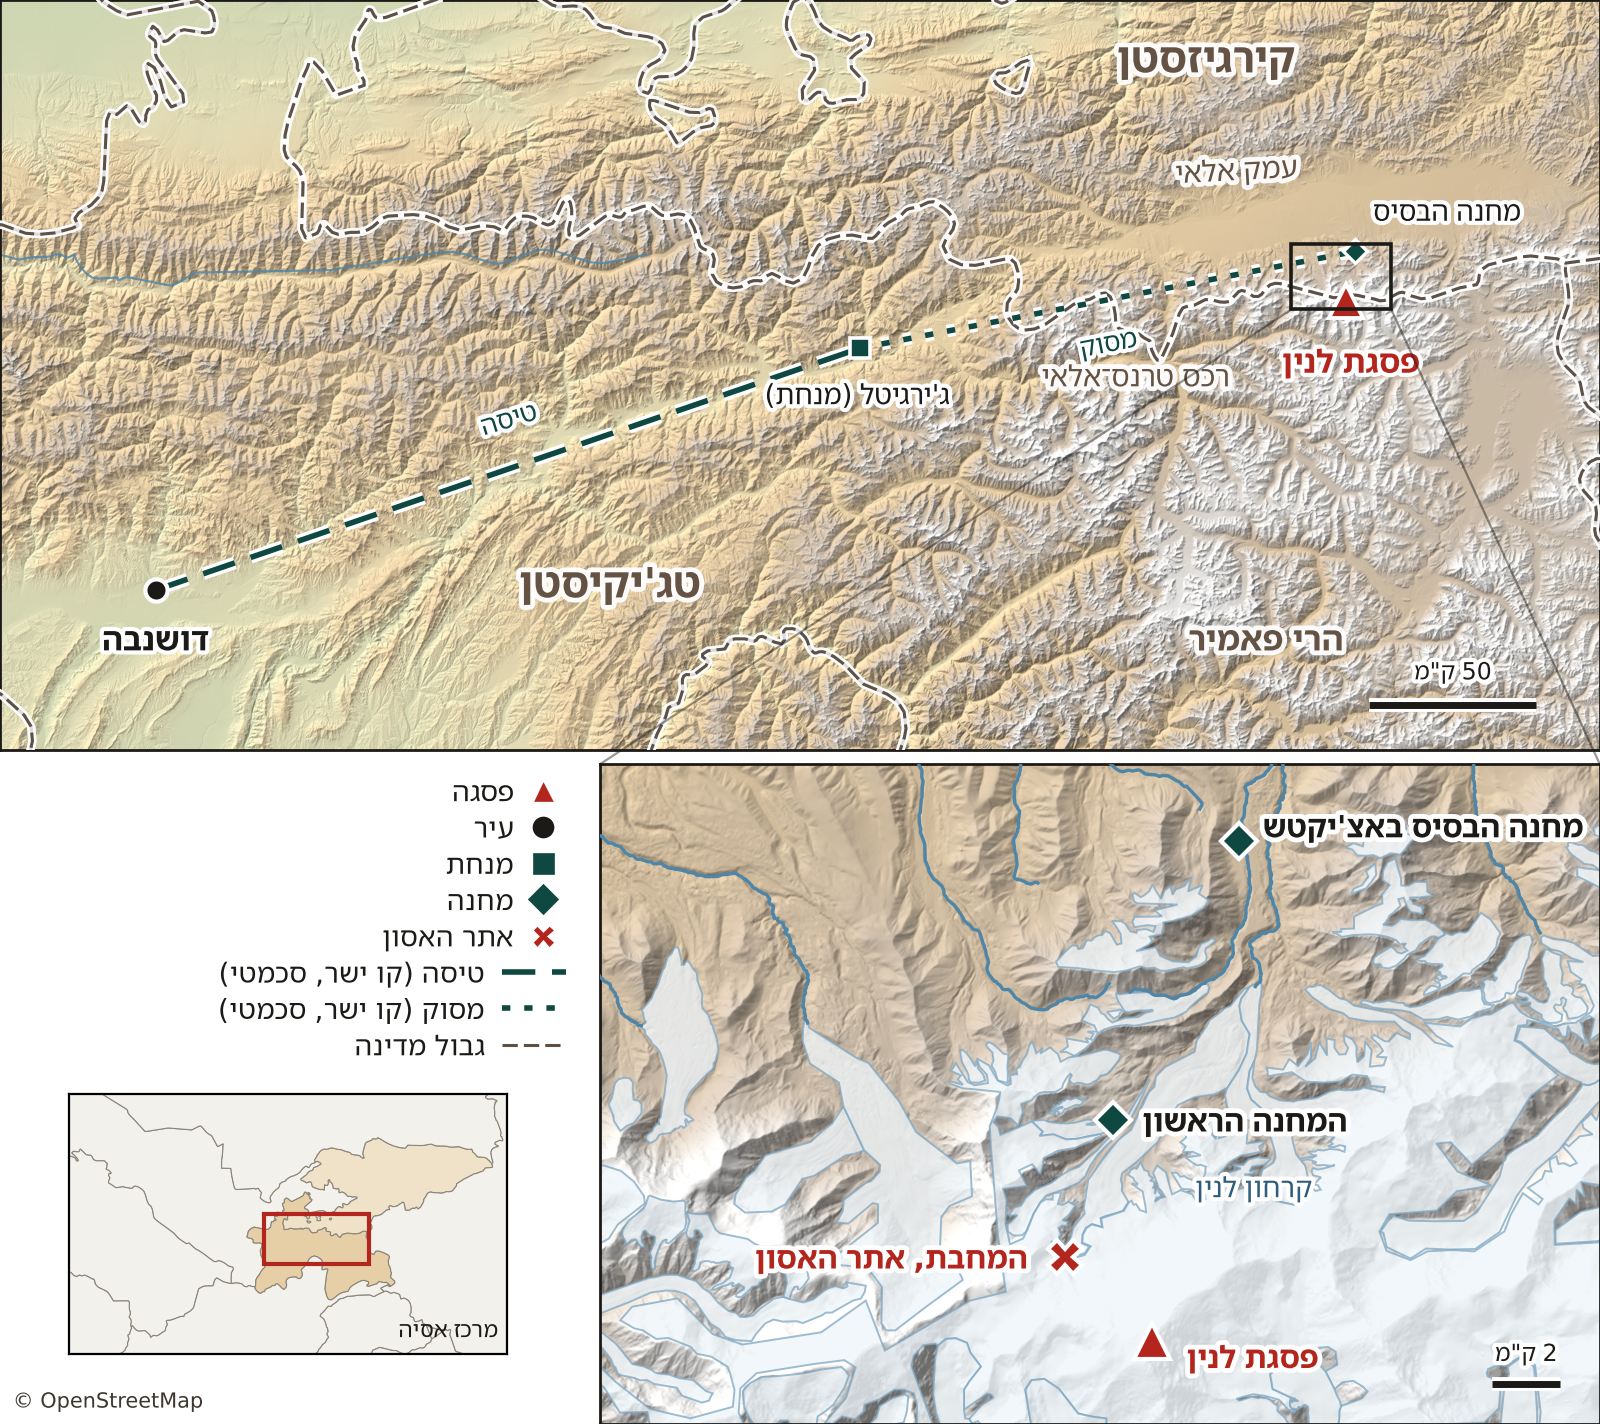 קירגיזסטן
עמק אלאי
מחנה הבסיס
מסוק
רכס טרנס־אלאי
פסגת לנין
ג'ירגיטל (מנחת)
טיסה
טג'יקיסטן
דושנבה
הרי פאמיר
50 ק"מ
פסגה
עיר
מנחת
מחנה
אתר האסון
טיסה (קו ישר, סכמטי)
מסוק (קו ישר, סכמטי)
גבול מדינה
מרכז אסיה
© OpenStreetMap
מחנה הבסיס באצ'יקטש
המחנה הראשון
קרחון לנין
המחבת, אתר האסון
פסגת לנין
2 ק"מ